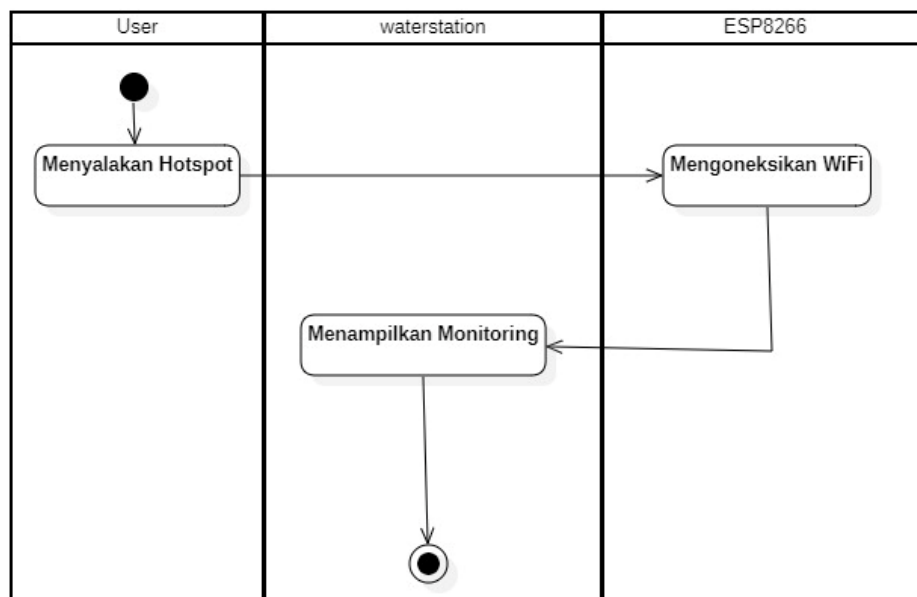 User
waterstation
ESP8266
Menyalakan Hotspot
Mengoneksikan WiFi
Menampilkan Monitoring